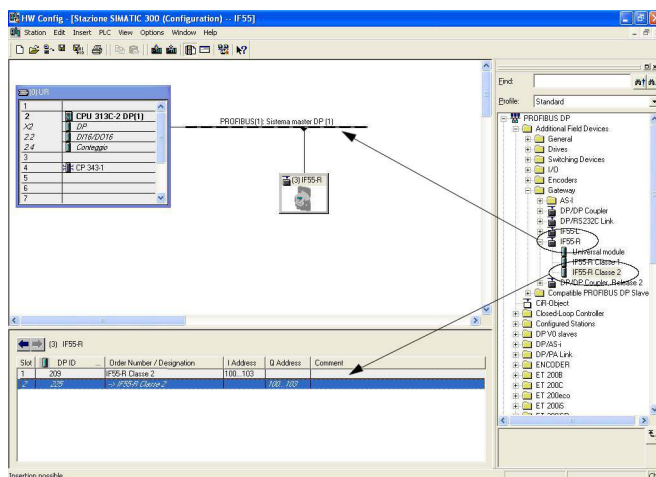 HW Config - [Stazione SIMATIC 300 (Configuration) -- IF55]
Station Edit Insert PLC View Options Window Help
(0) UR
1
2 CPU 313C-2 DP(1)
X2 DP
2.2 DI16/DO16
2.4 Conteggio
3
4 CP 343-1
5
6
7
PROFIBUS(1): Sistema master DP (1)
(3) IF55-R
Find:
Profile: Standard
PROFIBUS DP
Additional Field Devices
General
Drives
Switching Devices
I/O
Encoders
Gateway
AS-I
DP/DP Coupler
DP/RS232C Link
IF55-L
IF55-R
Universal module
IF55-R Classe 1
IF55-R Classe 2
DP/DP Coupler, Release 2
Compatible PROFIBUS DP Slave
CiR-Object
Closed-Loop Controller
Configured Stations
DP V0 slaves
DP/AS-i
DP/PA Link
ENCODER
ET 200B
ET 200C
ET 200eco
ET 200iS
(3) IF55-R
Slot DP ID ... Order Number / Designation I Address Q Address Comment
1 209 IF55-R Classe 2 100...103
2 225 --> IF55-R Classe 2 100...103
Insertion possible